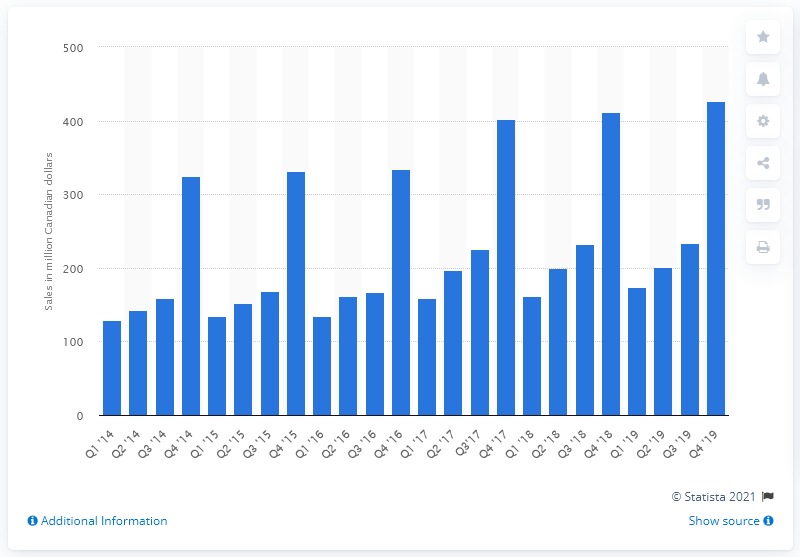 500
400
300
200
100
0
Sales in million Canadian dollars
Q1 '14
Q2 '14
Q3 '14
Q4 '14
Q1 '15
Q2 '15
Q3 '15
Q4 '15
Q1 '16
Q2 '16
Q3 '16
Q4 '16
Q1 '17
Q2 '17
Q3'17
Q4 '17
Q1 '18
Q2 '18
Q3 '18
Q4 '18
Q1 '19
Q2 '19
Q3 '19
Q4 '19
© Statista 2021
Additional Information
Show source